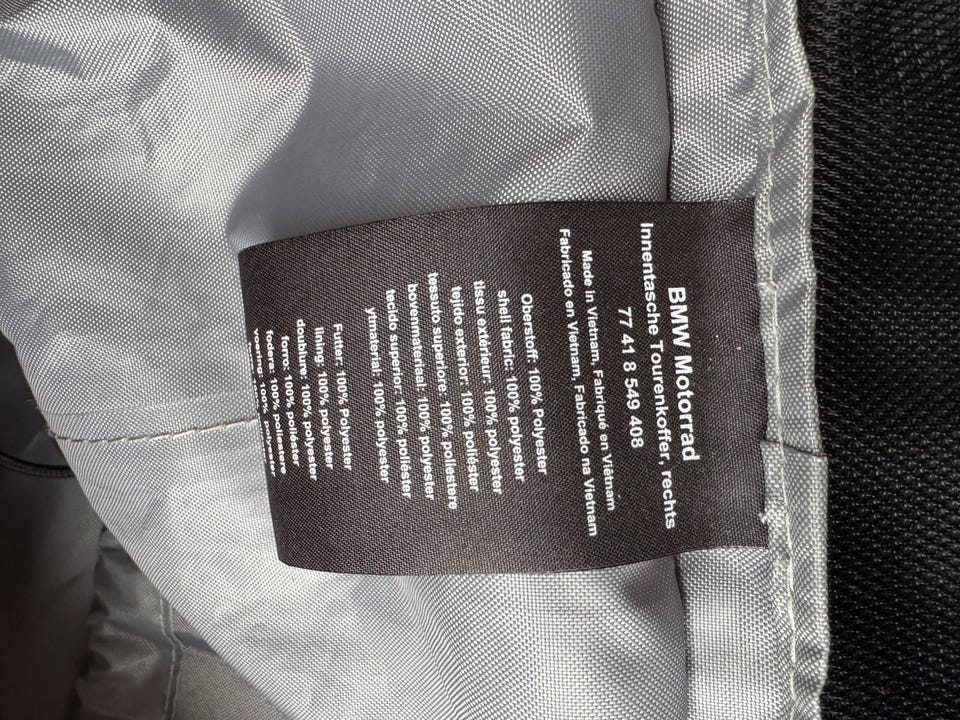 BMW Motorrad
Innentasche Tourenkoffer, rechts
77 41 8 549 408
Made in Vietnam, Fabriqué en Viêtnam
Fabricado en Vietnam, Fabricado na Vietnam
Oberstoff: 100% Polyester
shell fabric: 100% polyester
tissu extérieur: 100% polyester
tejido exterior: 100% poliéster
tessuto superiore: 100% poliestere
bovenmateriaal: 100% polyester
tecido superior: 100% poliéster
ytmaterial: 100% polyester
Futter: 100% Polyester
lining: 100% polyester
doublure: 100% polyester
forro: 100% poliéster
fodera: 100% poliestere
voering: 100% polyester